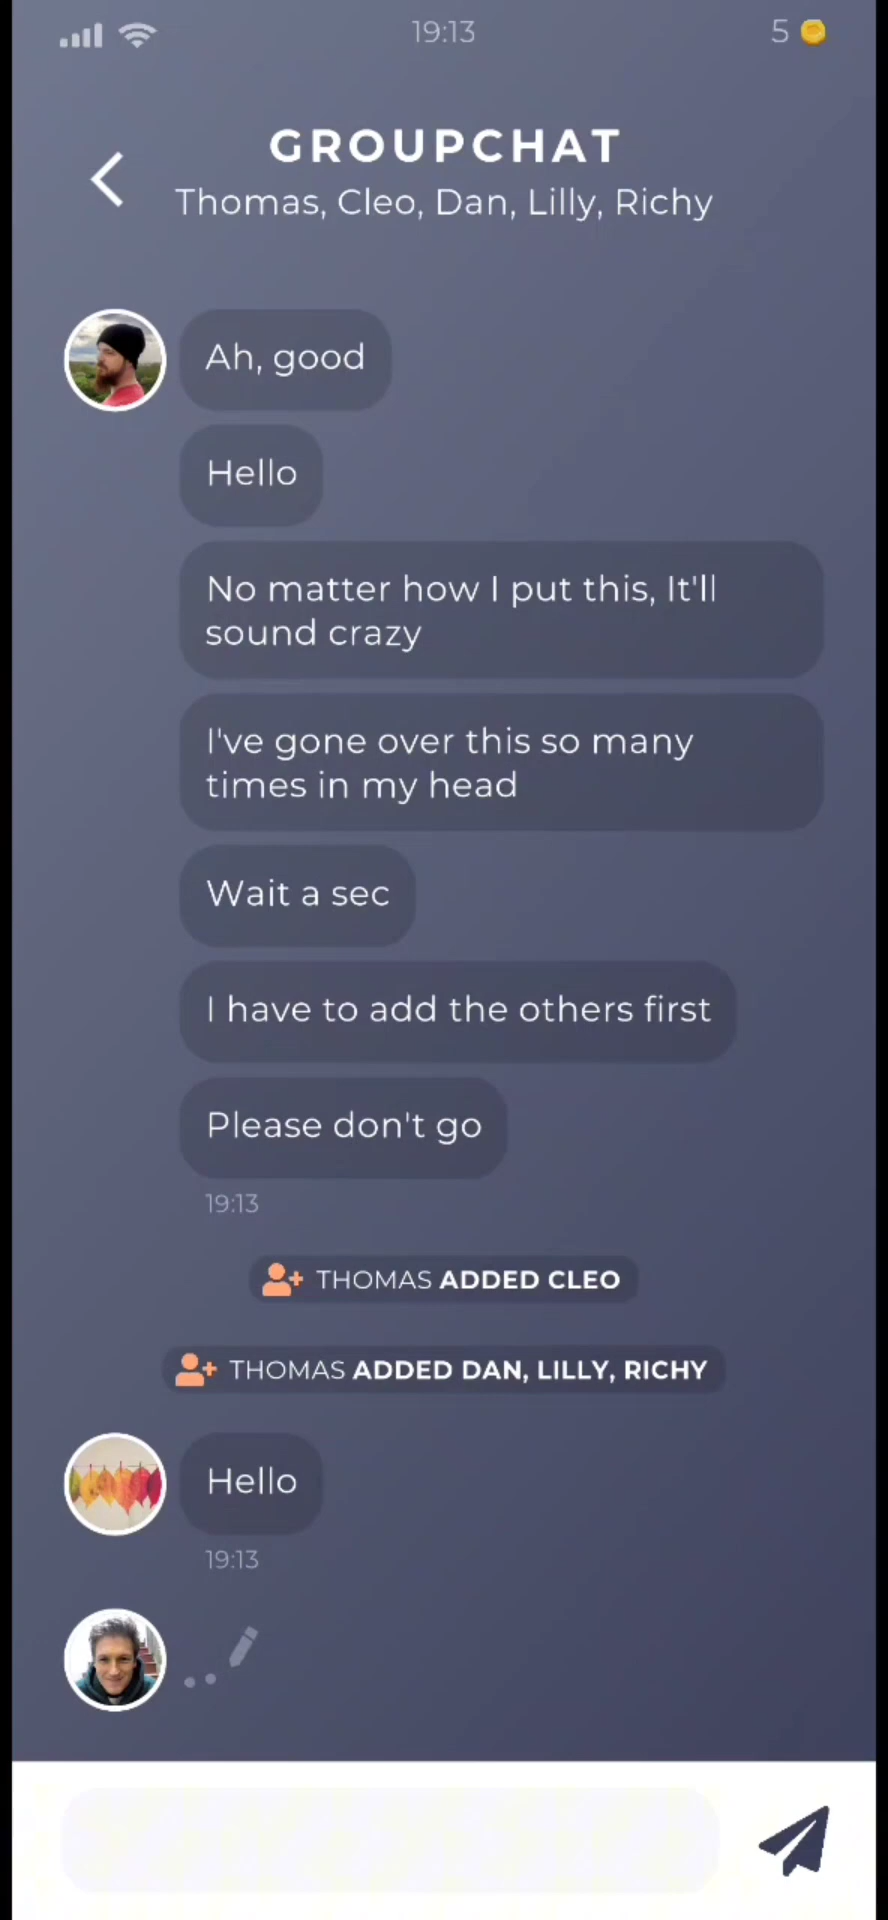 19:13
5
GROUPCHAT
Thomas, Cleo, Dan, Lilly, Richy
Ah, good
Hello
No matter how I put this, It'll
sound crazy
I've gone over this so many
times in my head
Wait a sec
I have to add the others first
Please don't go
19:13
THOMAS ADDED CLEO
THOMAS ADDED DAN, LILLY, RICHY
Hello
19:13